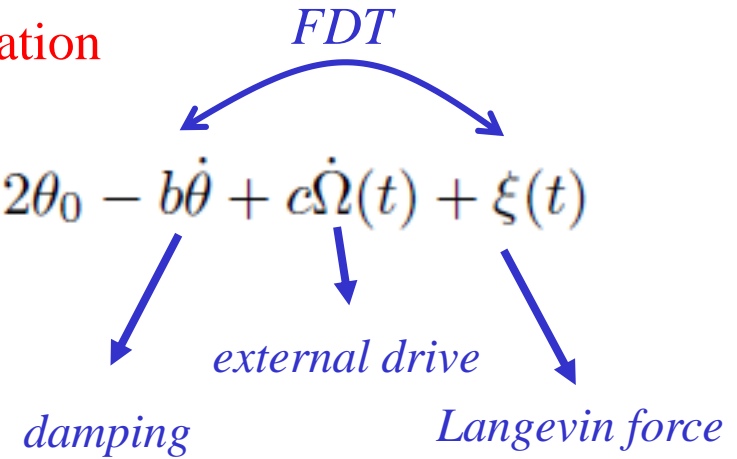 FDT
ation
2θ₀ − bθ̇ + cΩ̇(t) + ξ(t)
external drive
damping
Langevin force